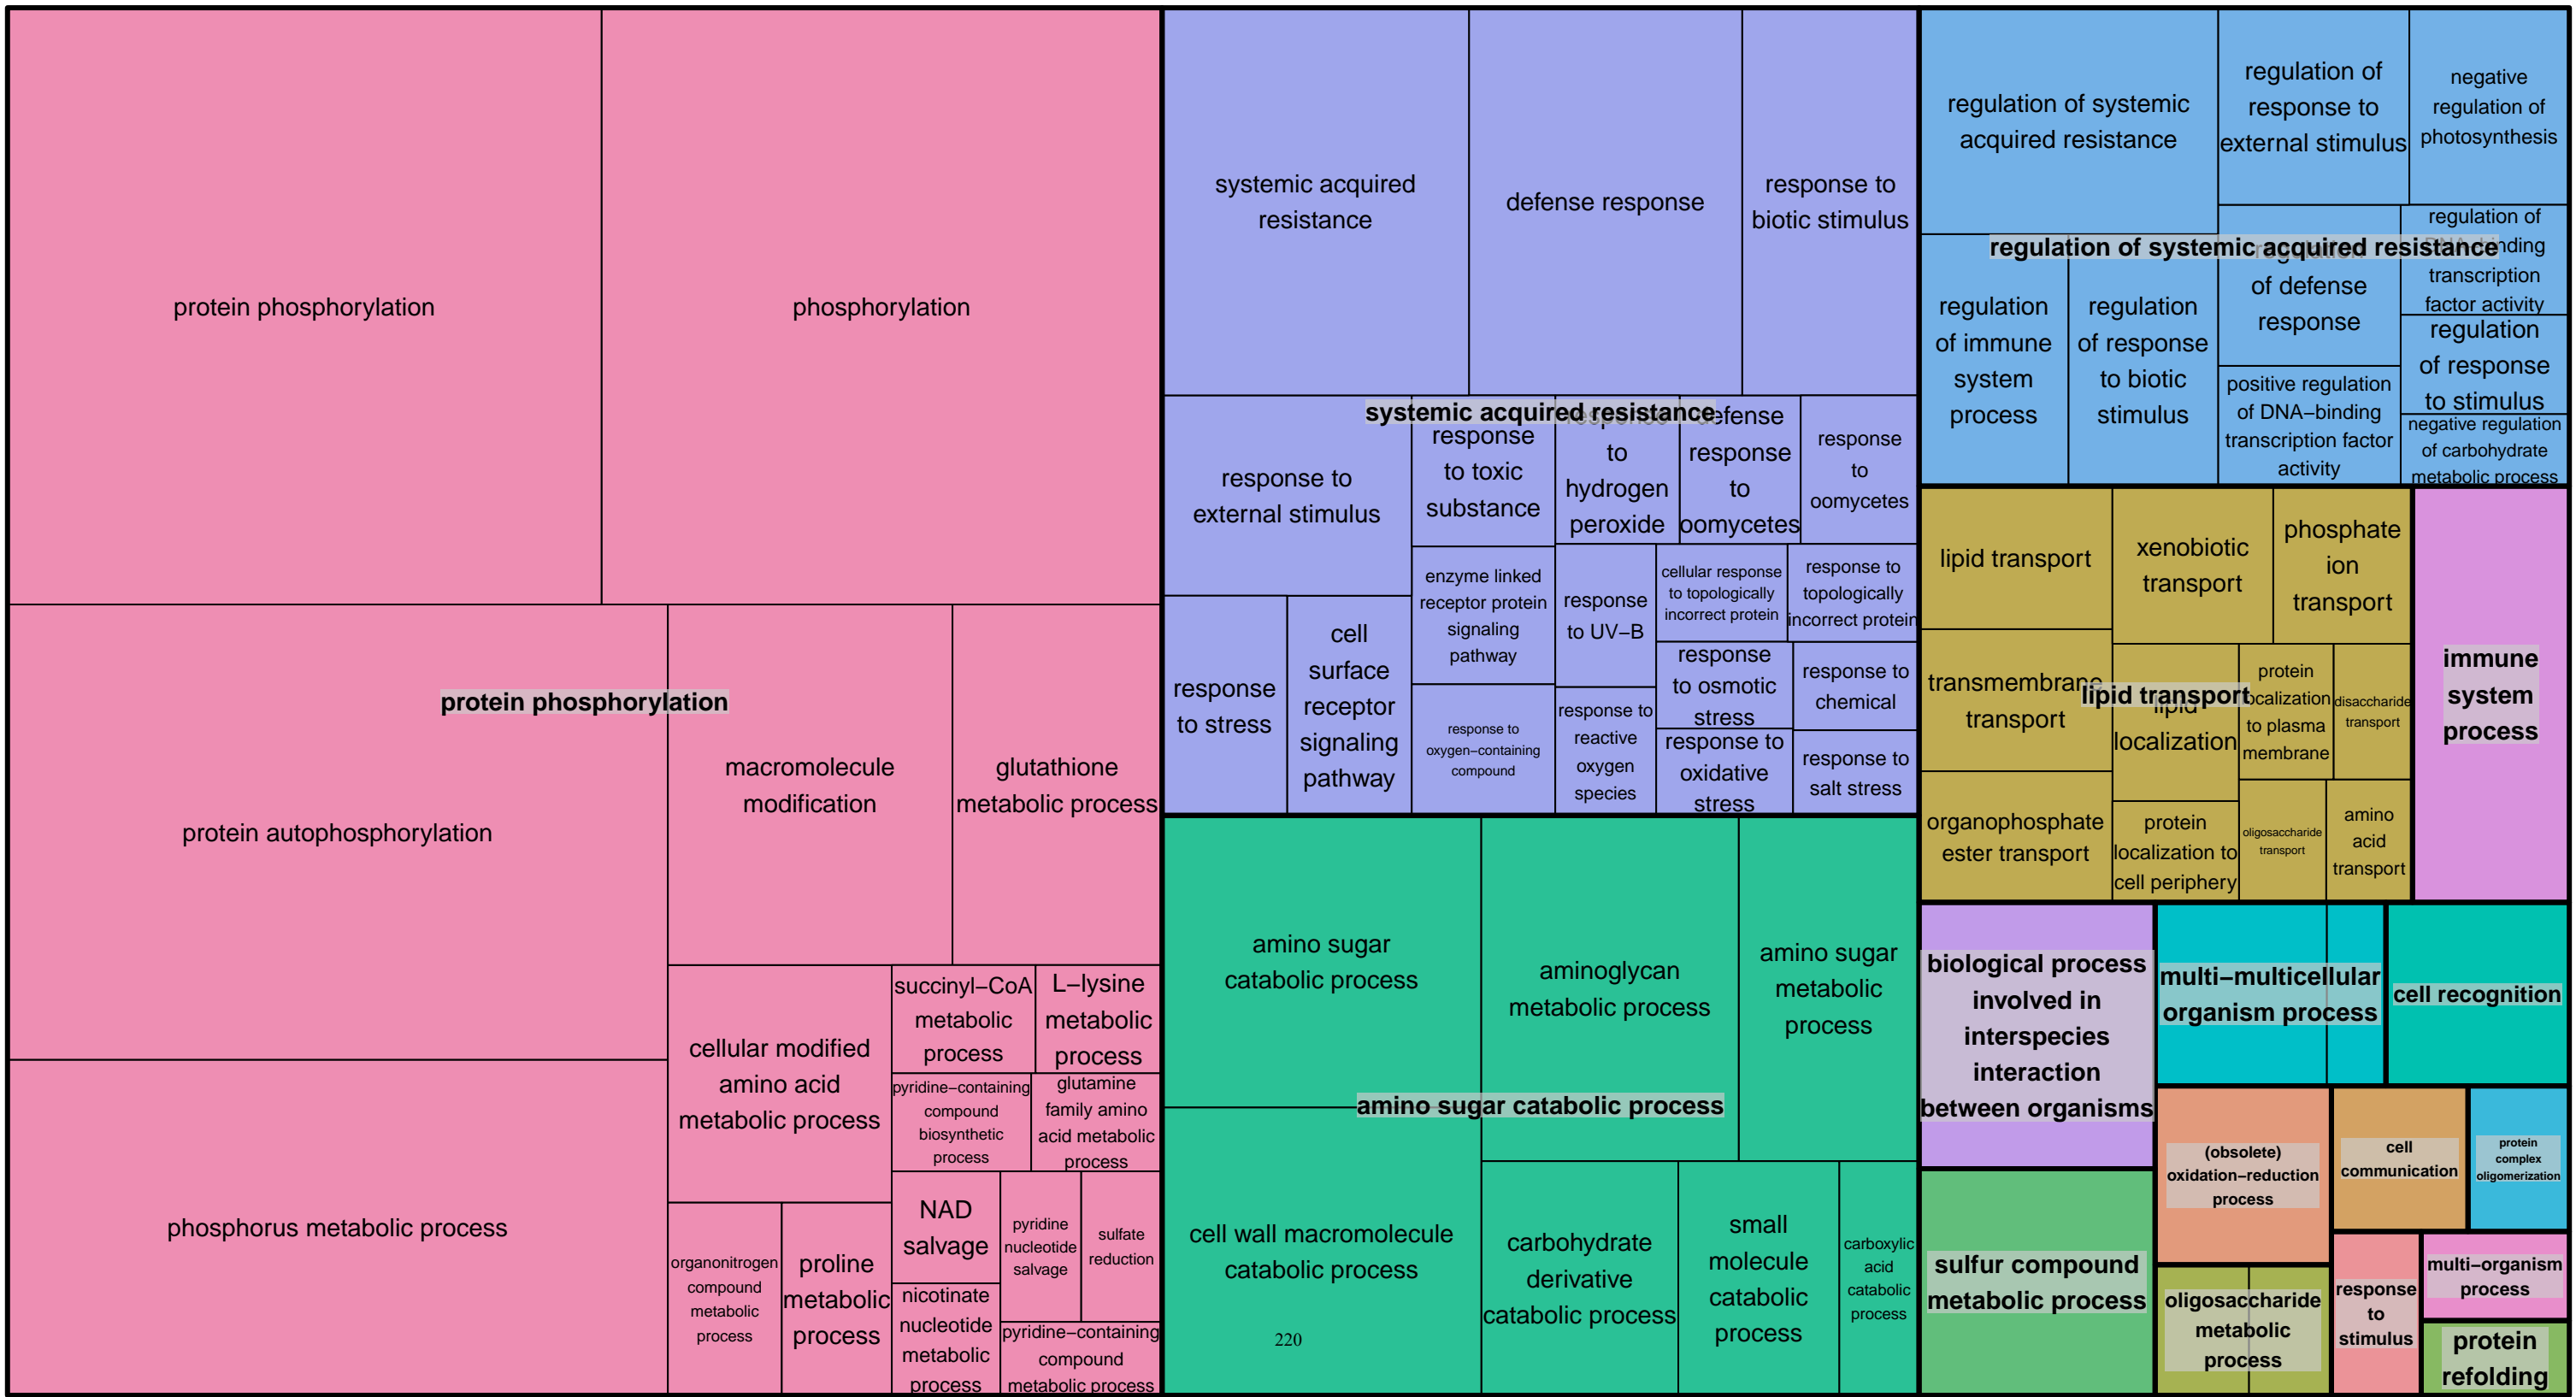 protein phosphorylation
phosphorylation
protein autophosphorylation
macromolecule
modification
glutathione
metabolic process
protein phosphorylation
phosphorus metabolic process
cellular modified
amino acid
metabolic process
succinyl−CoA
metabolic
process
L−lysine
metabolic
process
pyridine−containing
compound
biosynthetic
process
glutamine
family amino
acid metabolic
process
organonitrogen
compound
metabolic
process
proline
metabolic
process
NAD
salvage
pyridine
nucleotide
salvage
sulfate
reduction
nicotinate
nucleotide
metabolic
process
pyridine−containing
compound
metabolic process
systemic acquired
resistance
defense response
response to
biotic stimulus
systemic acquired resistance
response to
external stimulus
response
to toxic
substance
response
to
hydrogen
peroxide
defense
response
to
oomycetes
response
to
oomycetes
response
to stress
cell
surface
receptor
signaling
pathway
enzyme linked
receptor protein
signaling
pathway
response
to UV−B
cellular response
to topologically
incorrect protein
response to
topologically
incorrect protein
response to
oxygen−containing
compound
response to
reactive
oxygen
species
response
to osmotic
stress
response to
chemical
response to
oxidative
stress
response to
salt stress
amino sugar
catabolic process
aminoglycan
metabolic process
amino sugar
metabolic
process
amino sugar catabolic process
cell wall macromolecule
catabolic process
carbohydrate
derivative
catabolic process
small
molecule
catabolic
process
carboxylic
acid
catabolic
process
220
regulation of systemic
acquired resistance
regulation of
response to
external stimulus
negative
regulation of
photosynthesis
regulation of systemic acquired resistance
regulation
of immune
system
process
regulation
of response
to biotic
stimulus
regulation
of defense
response
regulation of
DNA−binding
transcription
factor activity
positive regulation
of DNA−binding
transcription factor
activity
regulation
of response
to stimulus
negative regulation
of carbohydrate
metabolic process
lipid transport
xenobiotic
transport
phosphate
ion
transport
transmembrane
transport
lipid transport
lipid
localization
protein
localization
to plasma
membrane
disaccharide
transport
organophosphate
ester transport
protein
localization to
cell periphery
oligosaccharide
transport
amino
acid
transport
immune
system
process
biological process
involved in
interspecies
interaction
between organisms
multi−multicellular
organism process
cell recognition
(obsolete)
oxidation−reduction
process
cell
communication
protein
complex
oligomerization
sulfur compound
metabolic process
oligosaccharide
metabolic
process
response
to
stimulus
multi−organism
process
protein
refolding